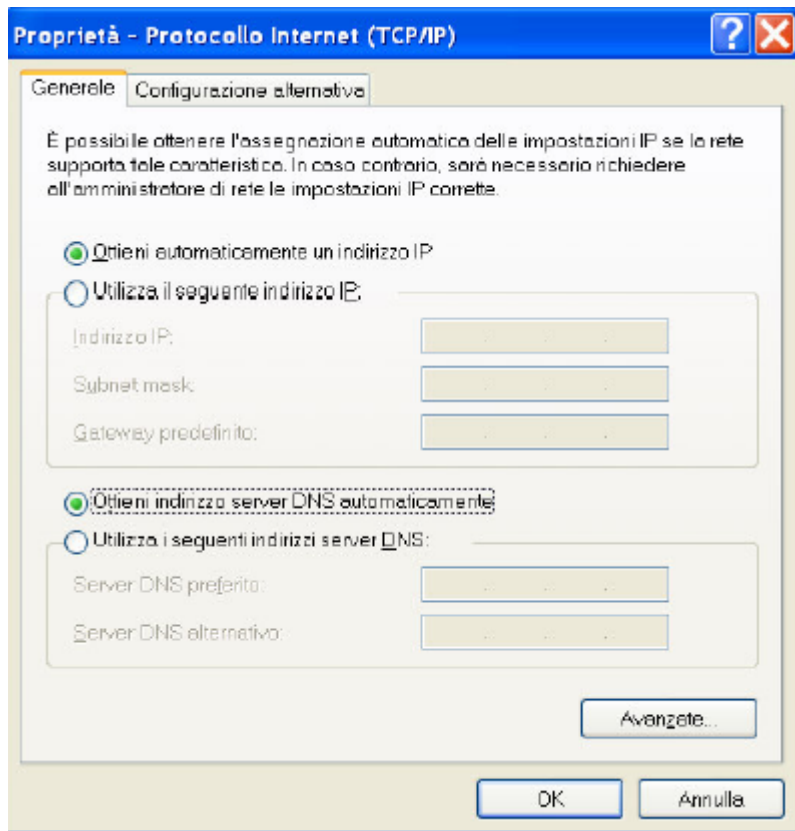 Proprietà - Protocollo Internet (TCP/IP)
Generale
Configurazione alternativa
È possibile ottenere l'assegnazione automatica delle impostazioni IP se la rete
supporta tale caratteristica. In caso contrario, sarà necessario richiedere
all'amministratore di rete le impostazioni IP corrette.
Ottieni automaticamente un indirizzo IP
Utilizza il seguente indirizzo IP:
Indirizzo IP:
Subnet mask:
Gateway predefinito:
Ottieni indirizzo server DNS automaticamente
Utilizza i seguenti indirizzi server DNS:
Server DNS preferito:
Server DNS alternativo:
Avanzate...
OK
Annulla